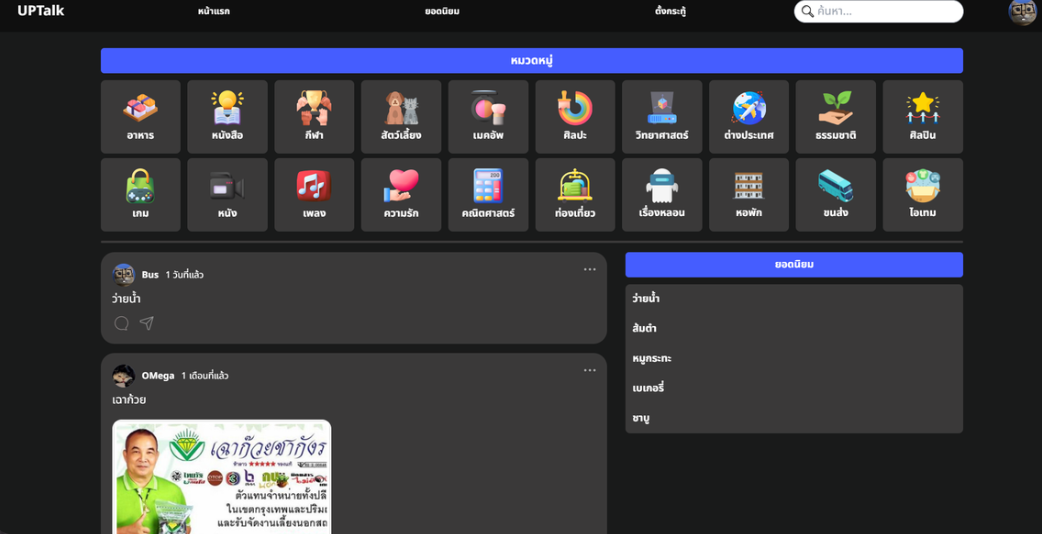 UPTalk
หน้าแรก
ยอดนิยม
ตั้งกระทู้
ค้นหา...
หมวดหมู่
อาหาร
หนังสือ
กีฬา
สัตว์เลี้ยง
เมคอัพ
ศิลปะ
วิทยาศาสตร์
ต่างประเทศ
ธรรมชาติ
ศิลปิน
เกม
หนัง
เพลง
ความรัก
คณิตศาสตร์
ท่องเที่ยว
เรื่องหลอน
หอพัก
ขนส่ง
ไอเทม
Bus 1 วันที่แล้ว
ว่ายน้ำ
OMega 1 เดือนที่แล้ว
เฉาก๊วย
เฉาก๊วยชากังร
ตัวแทนจำหน่ายทั้งปลี
ในเขตกรุงเทพและปริม
และรับจัดงานเลี้ยงนอกสถ
ยอดนิยม
ว่ายน้ำ
ส้มตำ
หมูกระทะ
เบเกอรี่
ชาบู